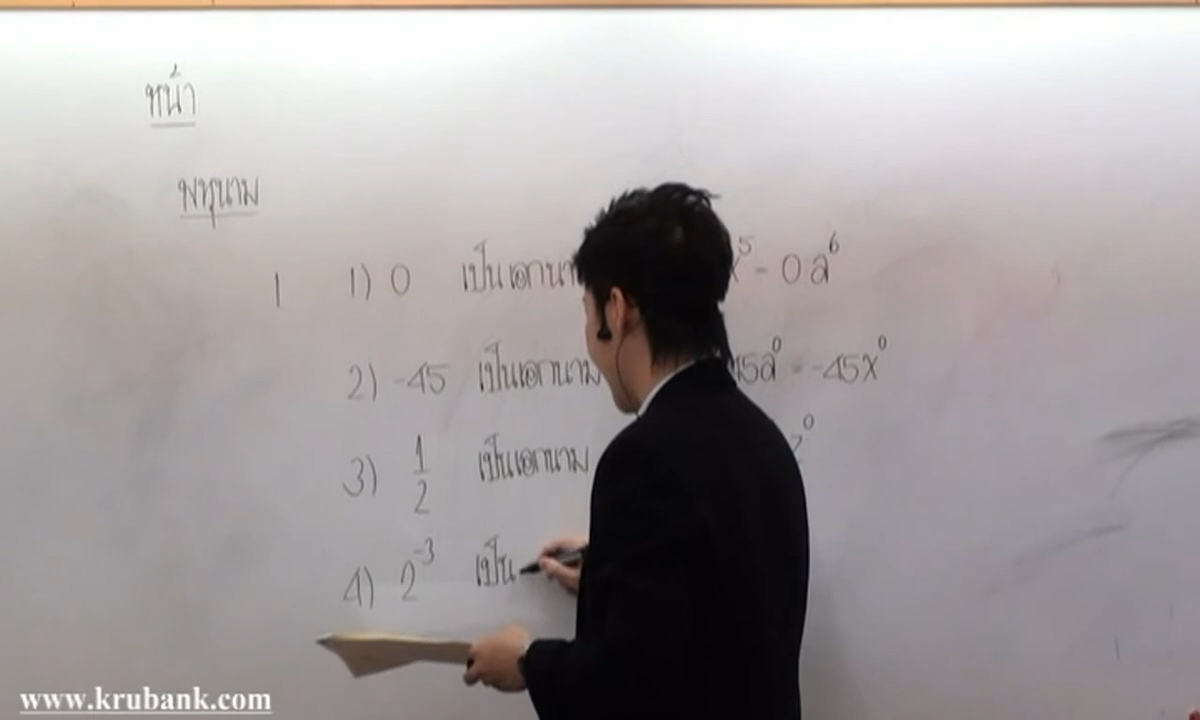 หน้า
พหุนาม
1 1) 0 เป็นเอกนา x⁵ - 0a⁶
2) -45 เป็นเอกนาม 45a⁰ = -45x⁰
3) 1/2 เป็นเอกนาม z⁰
4) 2⁻³ เป็น
www.krubank.com